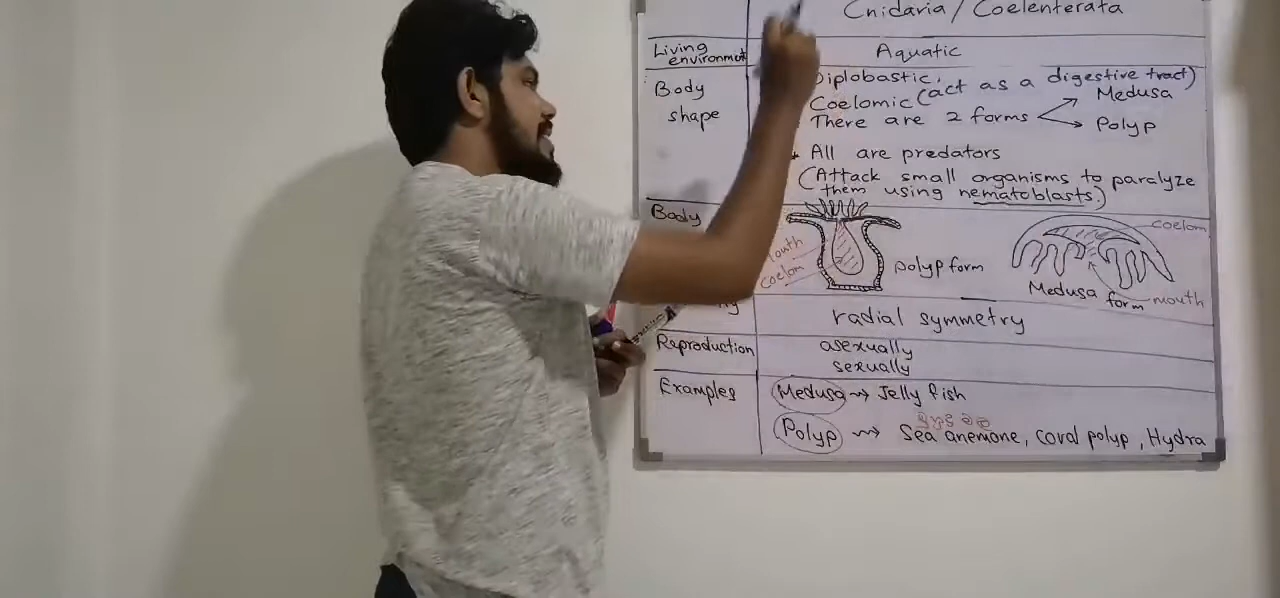 Cnidaria / Coelenterata
Living environment
Aquatic
Body shape
Diplobastic,
Coelomic (act as a digestive tract)
There are 2 forms
Medusa
Polyp
All are predators
(Attack small organisms to paralyze
them using nematoblasts.)
Body
mouth
coelom
polyp form
coelom
Medusa form
mouth
radial symmetry
Reproduction
asexually
sexually
Examples
Medusa → Jelly fish
Polyp → Sea anemone, coral polyp, Hydra